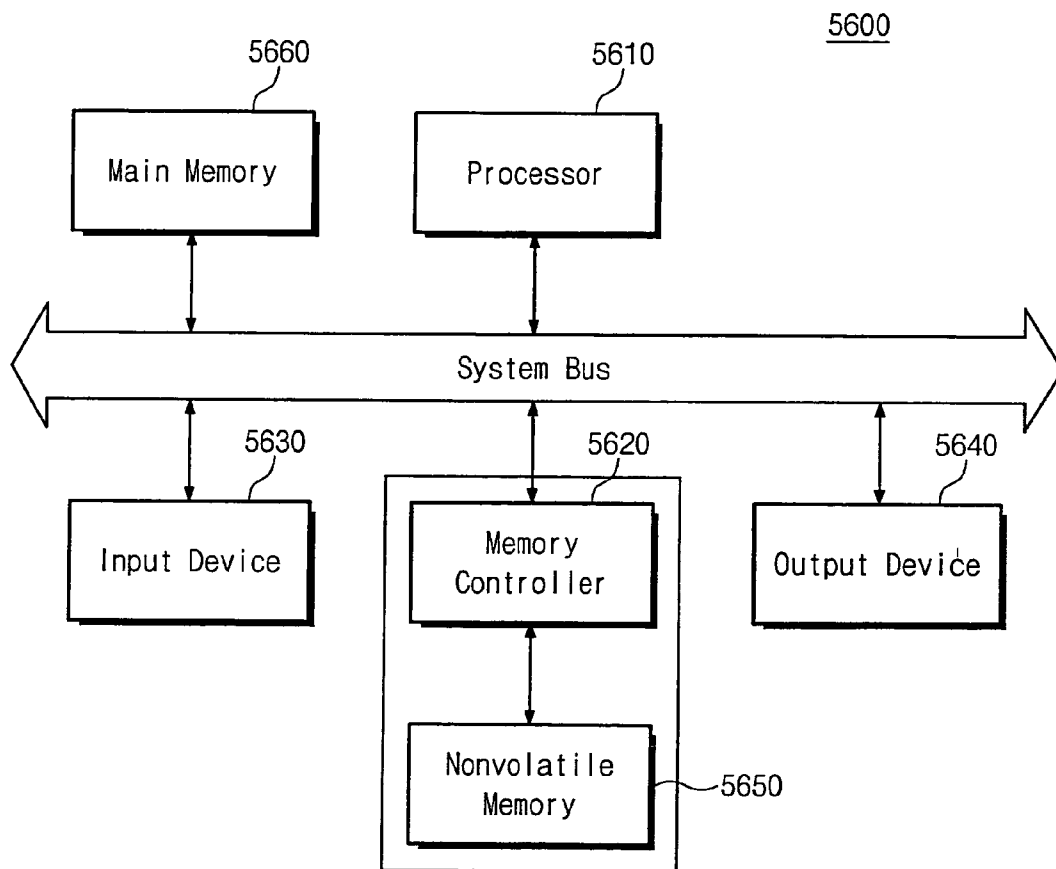 5600
5660
5610
Main Memory
Processor
System Bus
5630
5620
5640
Input Device
Memory
Controller
Output Device
Nonvolatile
Memory
5650